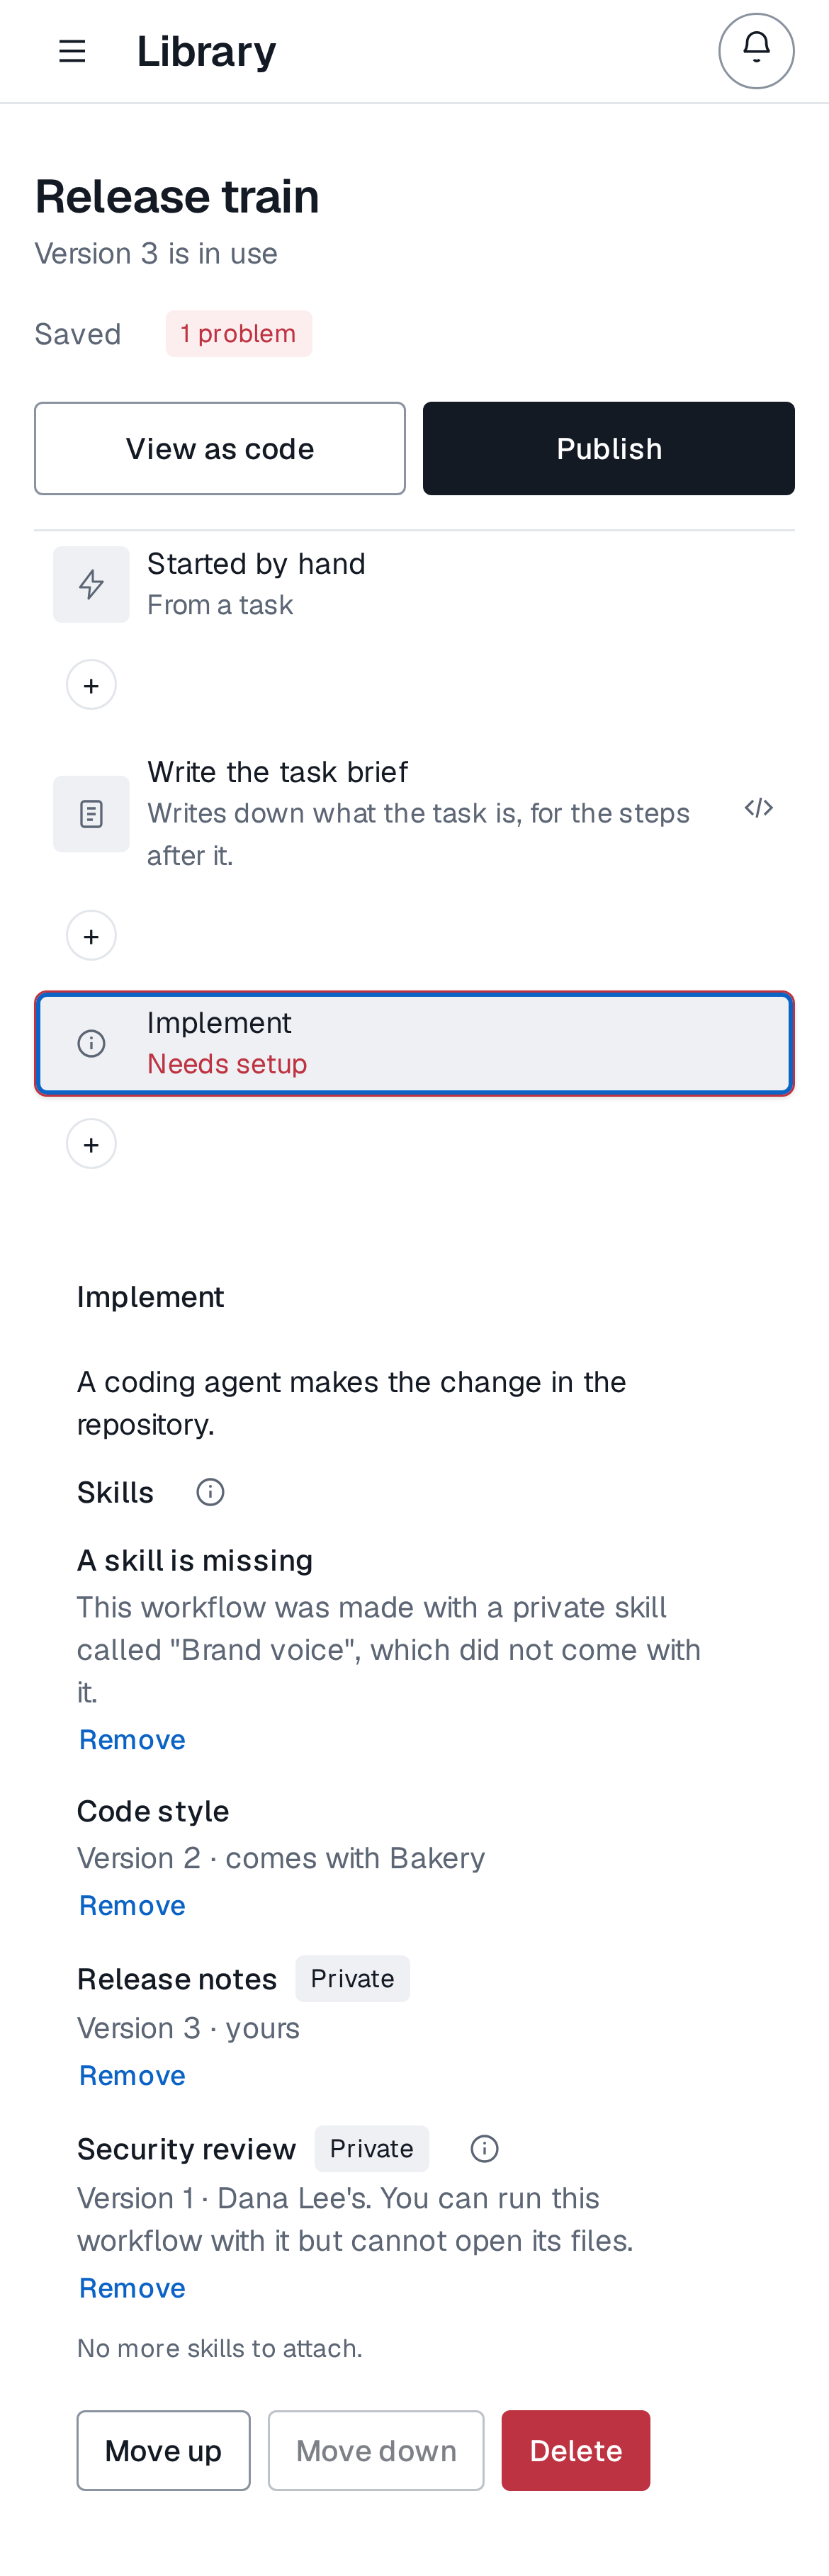 Library
Release train
Version 3 is in use
Saved
1 problem
View as code
Publish
Started by hand
From a task
+
Write the task brief
Writes down what the task is, for the steps
after it.
+
Implement
Needs setup
+
Implement
A coding agent makes the change in the
repository.
Skills
A skill is missing
This workflow was made with a private skill
called "Brand voice", which did not come with
it.
Remove
Code style
Version 2 · comes with Bakery
Remove
Release notes
Private
Version 3 · yours
Remove
Security review
Private
Version 1 · Dana Lee's. You can run this
workflow with it but cannot open its files.
Remove
No more skills to attach.
Move up
Move down
Delete